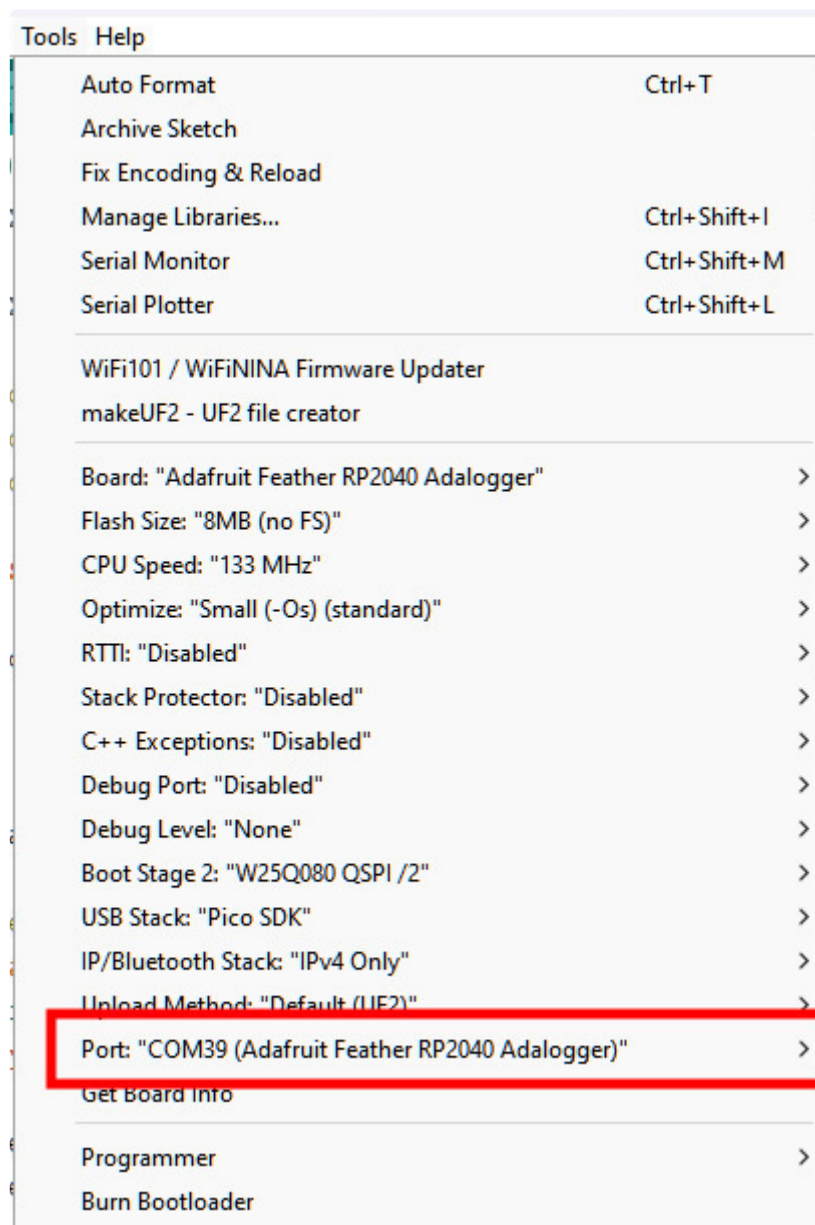 Tools Help
Auto Format Ctrl+T
Archive Sketch
Fix Encoding & Reload
Manage Libraries... Ctrl+Shift+I
Serial Monitor Ctrl+Shift+M
Serial Plotter Ctrl+Shift+L
WiFi101 / WiFiNINA Firmware Updater
makeUF2 - UF2 file creator
Board: "Adafruit Feather RP2040 Adalogger"
Flash Size: "8MB (no FS)"
CPU Speed: "133 MHz"
Optimize: "Small (-Os) (standard)"
RTTI: "Disabled"
Stack Protector: "Disabled"
C++ Exceptions: "Disabled"
Debug Port: "Disabled"
Debug Level: "None"
Boot Stage 2: "W25Q080 QSPI /2"
USB Stack: "Pico SDK"
IP/Bluetooth Stack: "IPv4 Only"
Upload Method: "Default (UF2)"
Port: "COM39 (Adafruit Feather RP2040 Adalogger)"
Get Board Info
Programmer
Burn Bootloader